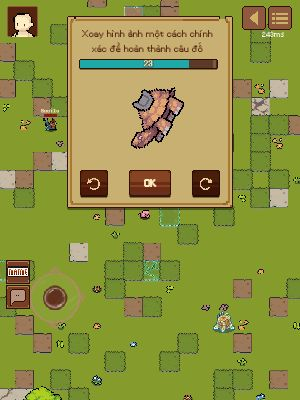 Xoay hình ảnh một cách chính
xác để hoàn thành câu đố
23
OK
243ms